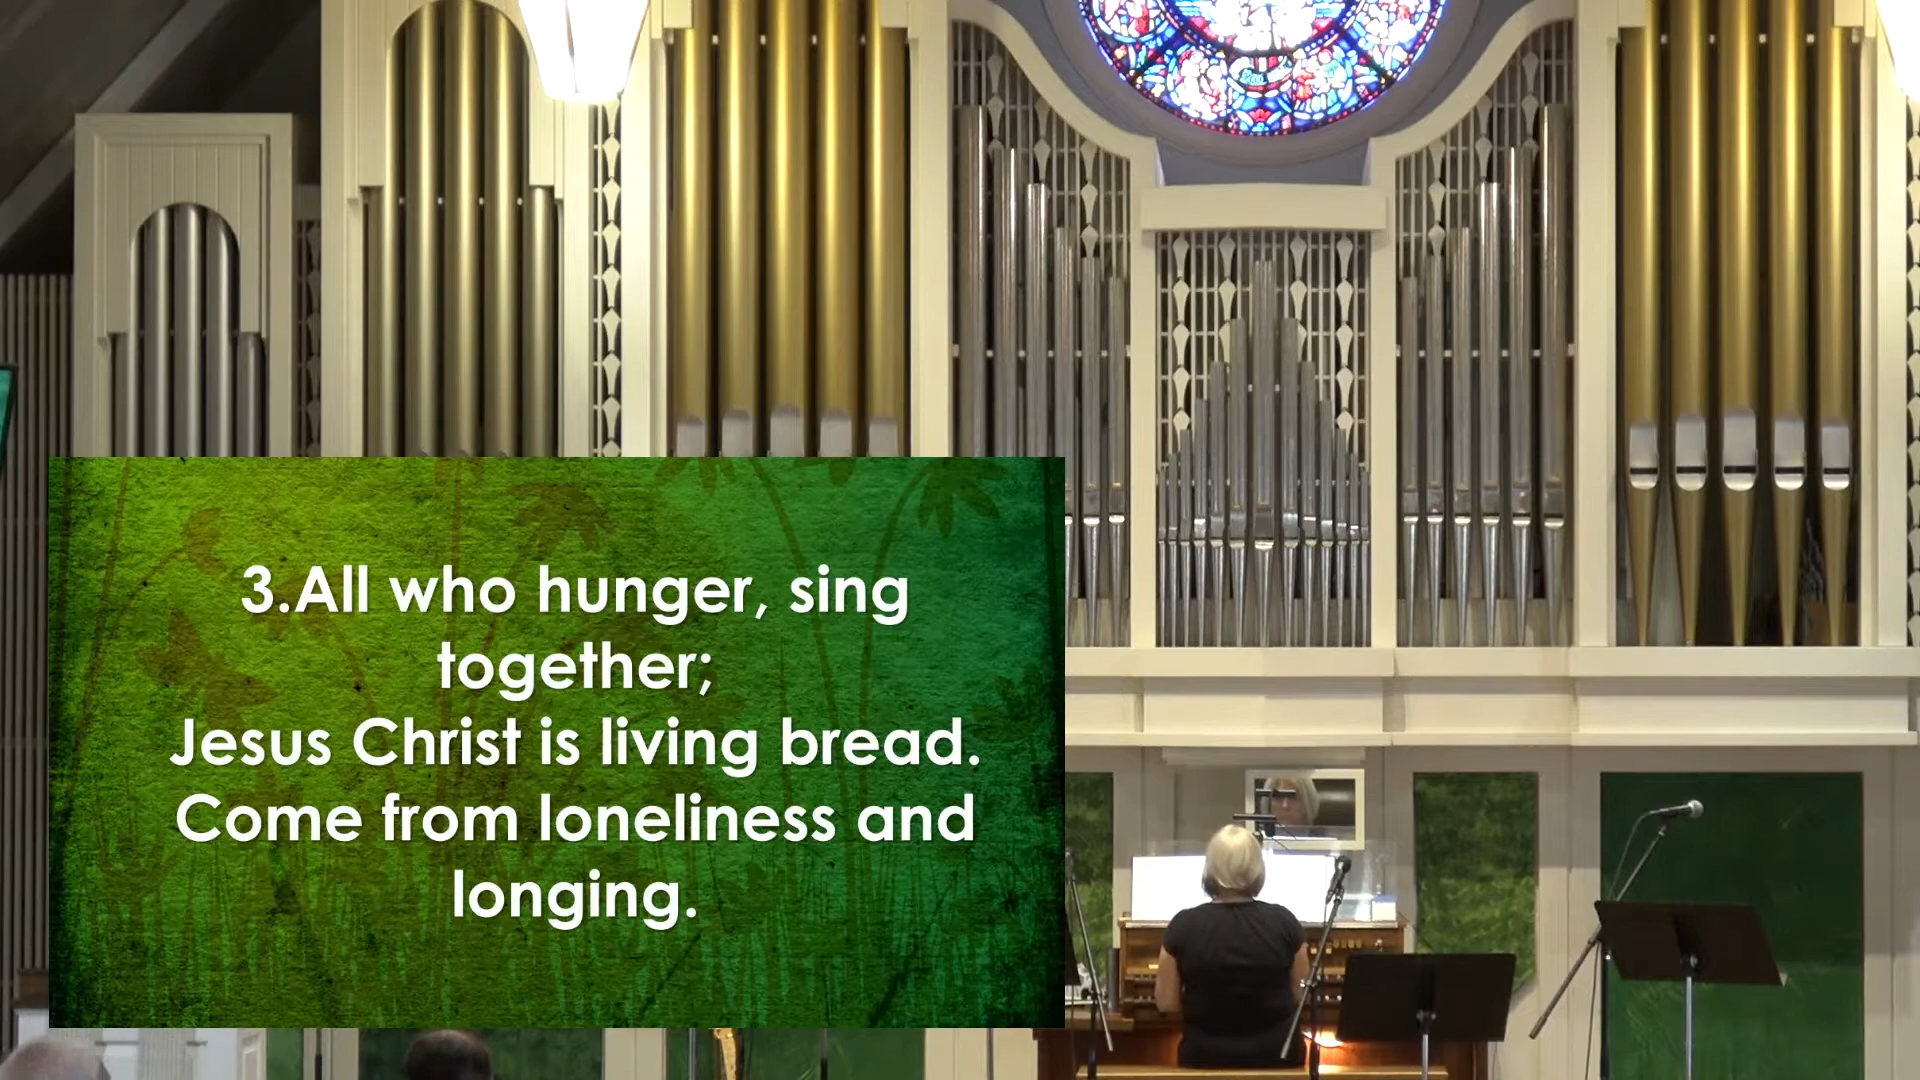 3.All who hunger, sing
together;
Jesus Christ is living bread.
Come from loneliness and
longing.